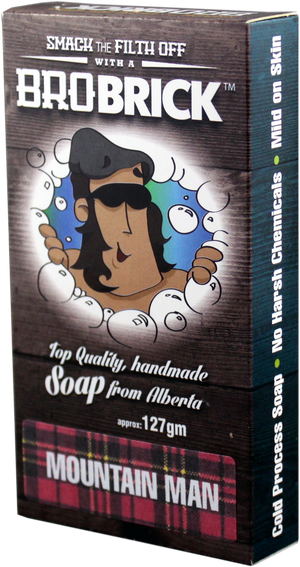 SMACK THE FILTH OFF
WITH A
BROBRICK™
Top Quality, handmade
Soap from Alberta
approx: 127gm
MOUNTAIN MAN
Cold Process Soap • No Harsh Chemicals • Mild on Skin